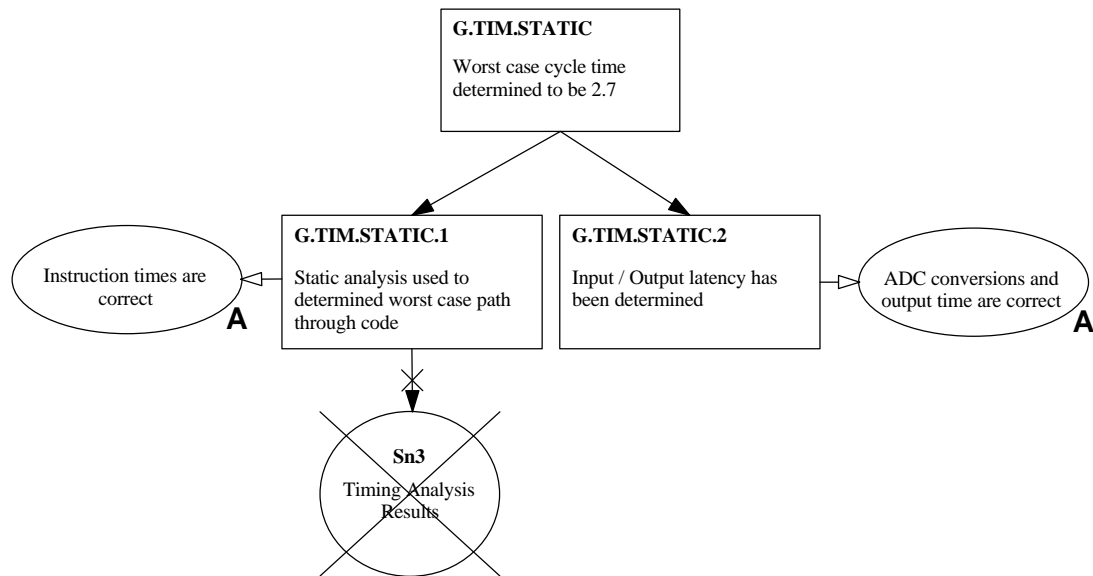 G.TIM.STATIC
Worst case cycle time
determined to be 2.7
G.TIM.STATIC.1
Static analysis used to
determined worst case path
through code
G.TIM.STATIC.2
Input / Output latency has
been determined
Instruction times are
correct
A
ADC conversions and
output time are correct
A
Sn3
Timing Analysis
Results